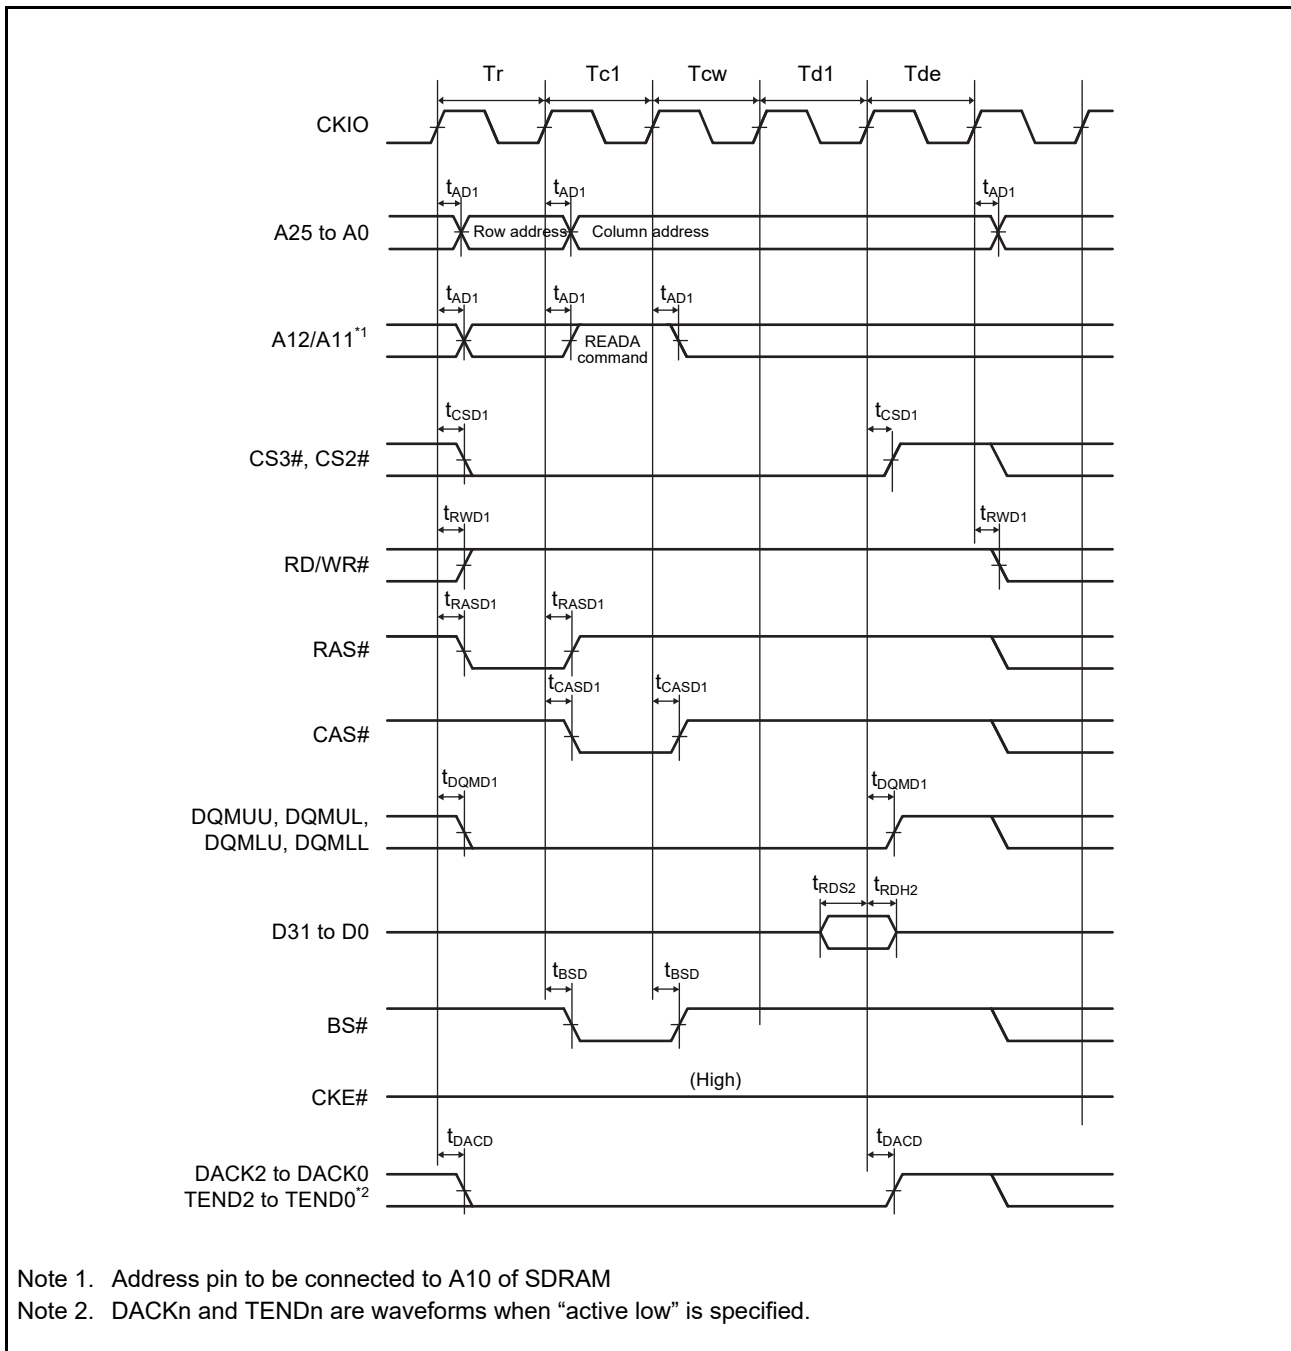 Tr Tc1 Tcw Td1 Tde
CKIO
tAD1 tAD1 tAD1
A25 to A0 Row address Column address
tAD1 tAD1 tAD1
A12/A11*1 READA
command
tCSD1 tCSD1
CS3#, CS2#
tRWD1 tRWD1
RD/WR#
tRASD1 tRASD1
RAS#
tCASD1 tCASD1
CAS#
tDQMD1 tDQMD1
DQMUU, DQMUL,
DQMLU, DQMLL
tRDS2 tRDH2
D31 to D0
tBSD tBSD
BS#
(High)
CKE#
tDACD tDACD
DACK2 to DACK0
TEND2 to TEND0*2
Note 1. Address pin to be connected to A10 of SDRAM
Note 2. DACKn and TENDn are waveforms when “active low” is specified.